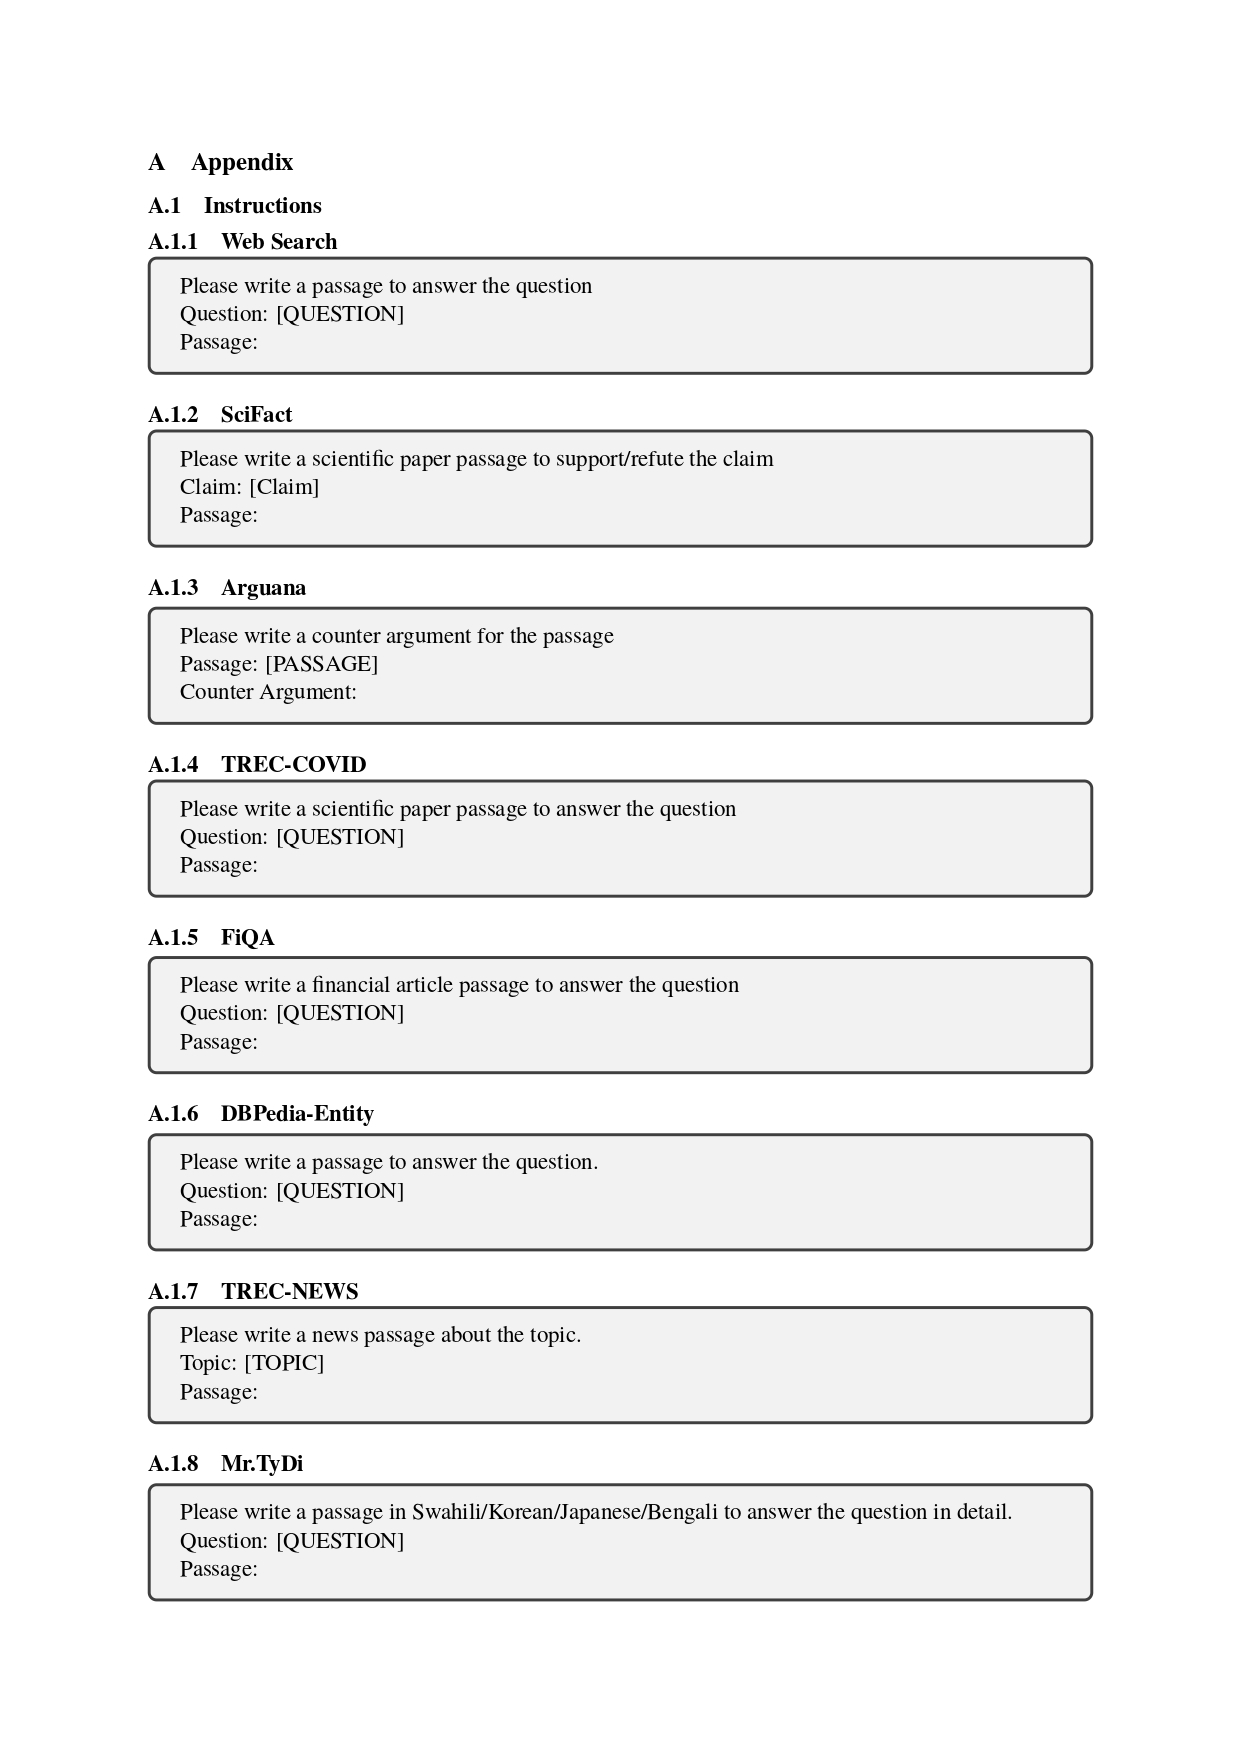 A Appendix
A.1 Instructions
A.1.1 Web Search
Please write a passage to answer the question
Question: [QUESTION]
Passage:
A.1.2 SciFact
Please write a scientific paper passage to support/refute the claim
Claim: [Claim]
Passage:
A.1.3 Arguana
Please write a counter argument for the passage
Passage: [PASSAGE]
Counter Argument:
A.1.4 TREC-COVID
Please write a scientific paper passage to answer the question
Question: [QUESTION]
Passage:
A.1.5 FiQA
Please write a financial article passage to answer the question
Question: [QUESTION]
Passage:
A.1.6 DBPedia-Entity
Please write a passage to answer the question.
Question: [QUESTION]
Passage:
A.1.7 TREC-NEWS
Please write a news passage about the topic.
Topic: [TOPIC]
Passage:
A.1.8 Mr.TyDi
Please write a passage in Swahili/Korean/Japanese/Bengali to answer the question in detail.
Question: [QUESTION]
Passage: